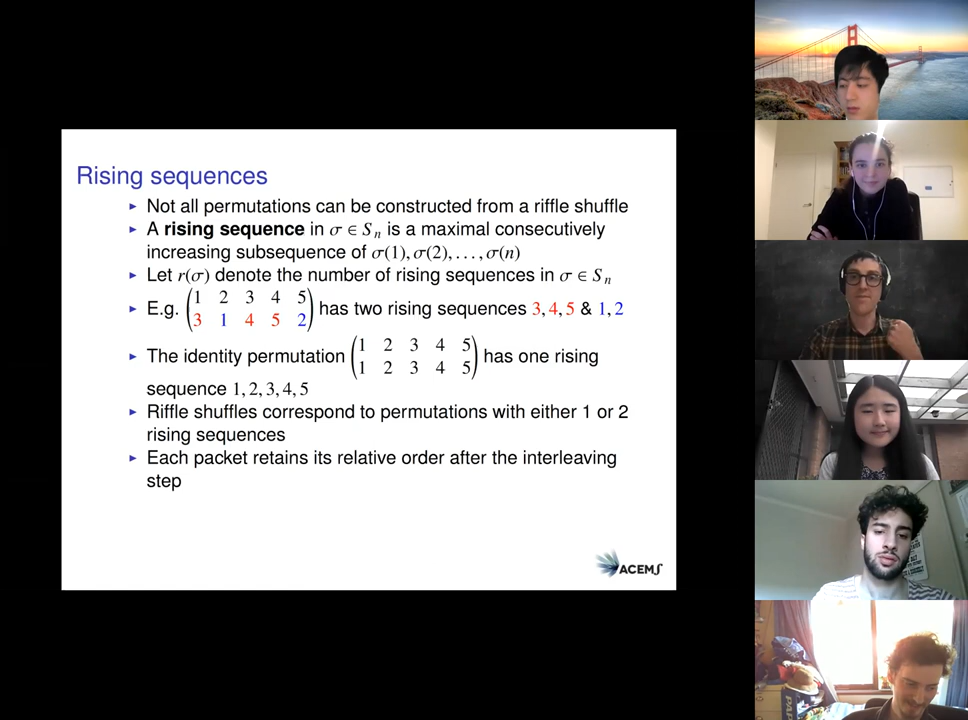 Rising sequences
▸ Not all permutations can be constructed from a riffle shuffle
▸ A rising sequence in σ ∈ Sₙ is a maximal consecutively
increasing subsequence of σ(1), σ(2), . . . , σ(n)
▸ Let r(σ) denote the number of rising sequences in σ ∈ Sₙ
1 2 3 4 5
▸ E.g. ( ) has two rising sequences 3, 4, 5 & 1, 2
3 1 4 5 2
1 2 3 4 5
▸ The identity permutation ( ) has one rising
1 2 3 4 5
sequence 1, 2, 3, 4, 5
▸ Riffle shuffles correspond to permutations with either 1 or 2
rising sequences
▸ Each packet retains its relative order after the interleaving
step
ACEMS